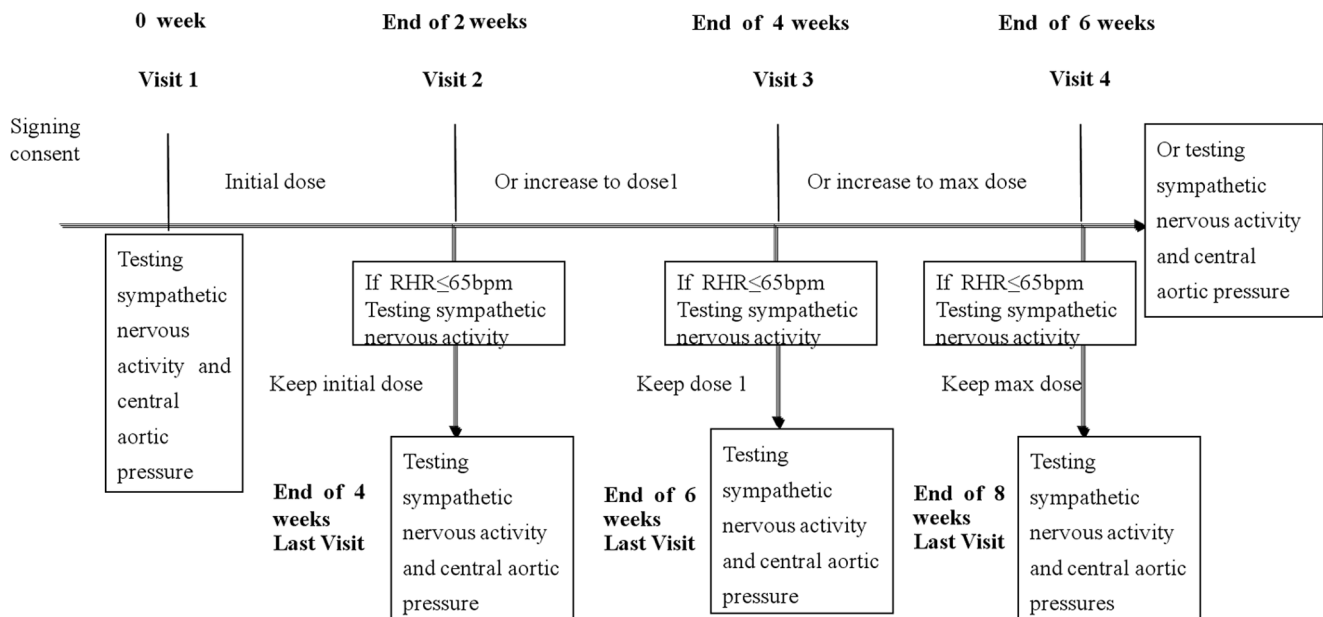 0 week
End of 2 weeks
End of 4 weeks
End of 6 weeks
Visit 1
Visit 2
Visit 3
Visit 4
Signing
consent
Initial dose
Or increase to dose1
Or increase to max dose
Or testing
sympathetic
nervous activity
and central
aortic pressure
Testing
sympathetic
nervous
activity and
central
aortic
pressure
If RHR≤65bpm
Testing sympathetic
nervous activity
If RHR≤65bpm
Testing sympathetic
nervous activity
If RHR≤65bpm
Testing sympathetic
nervous activity
Keep initial dose
Keep dose 1
Keep max dose
End of 4
weeks
Last Visit
Testing
sympathetic
nervous activity
and central aortic
pressure
End of 6
weeks
Last Visit
Testing
sympathetic
nervous activity
and central aortic
pressure
End of 8
weeks
Last Visit
Testing
sympathetic
nervous activity
and central aortic
pressures